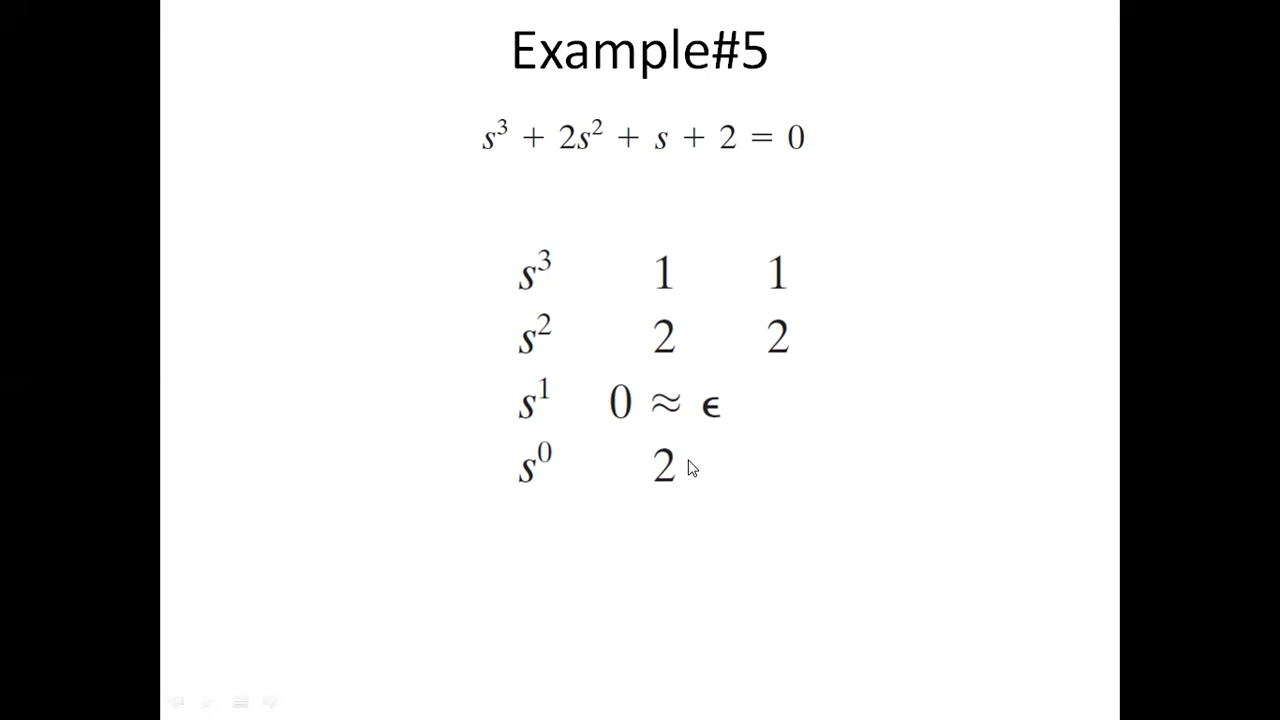 Example#5
s³ + 2s² + s + 2 = 0
s³ 1 1
s² 2 2
s¹ 0 ≈ ϵ
s⁰ 2